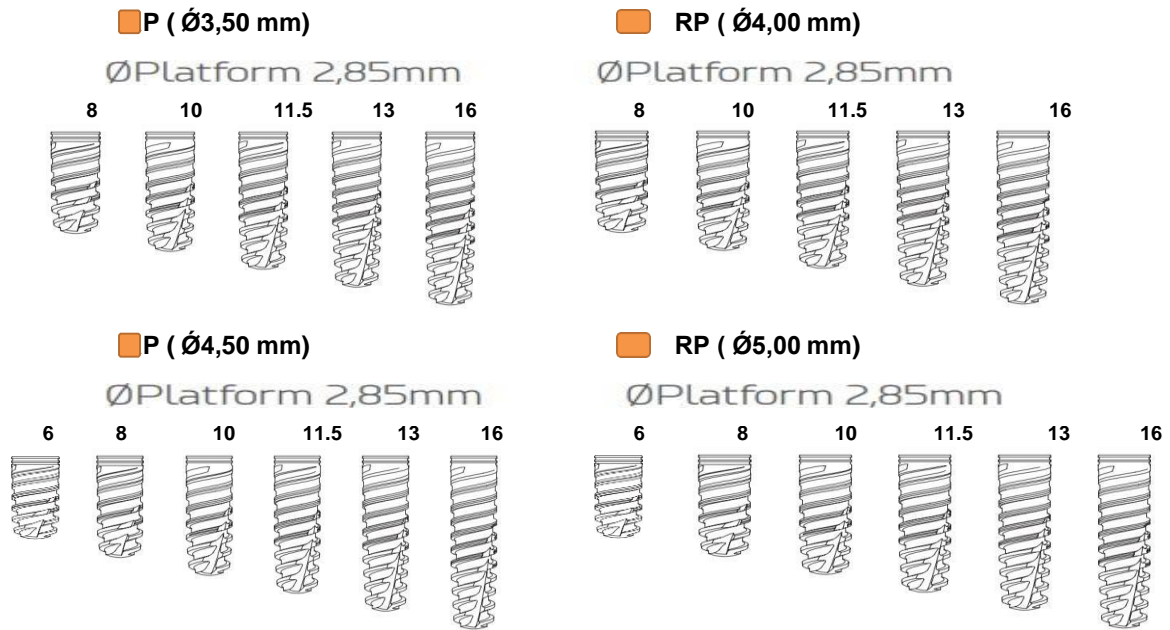 P ( Ǿ3,50 mm)
RP ( Ǿ4,00 mm)
ØPlatform 2,85mm
ØPlatform 2,85mm
8 10 11.5 13 16
8 10 11.5 13 16
P ( Ǿ4,50 mm)
RP ( Ǿ5,00 mm)
ØPlatform 2,85mm
ØPlatform 2,85mm
6 8 10 11.5 13 16
6 8 10 11.5 13 16